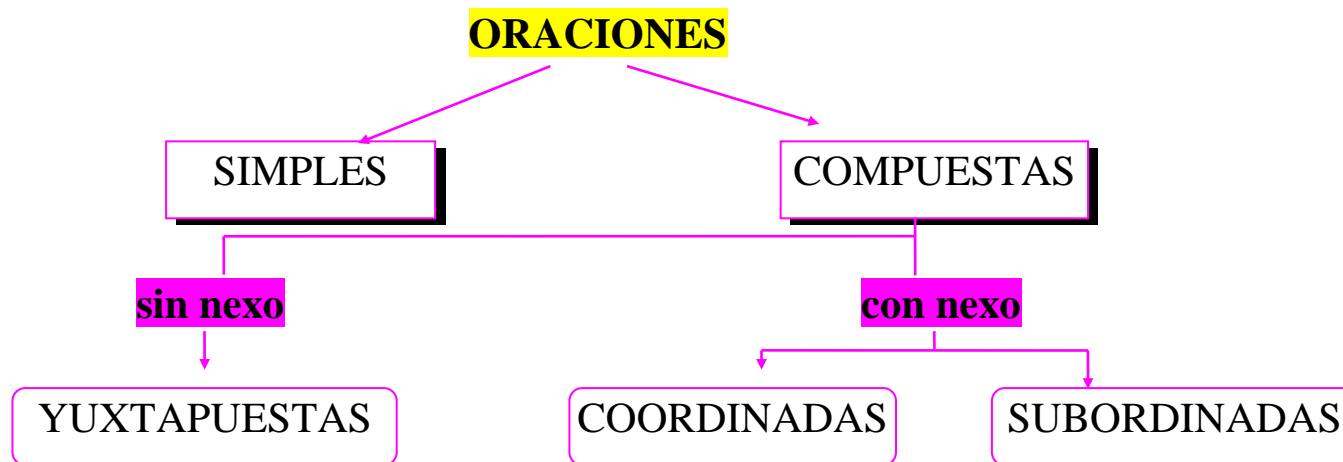 ORACIONES
SIMPLES
COMPUESTAS
sin nexo
con nexo
YUXTAPUESTAS
COORDINADAS
SUBORDINADAS